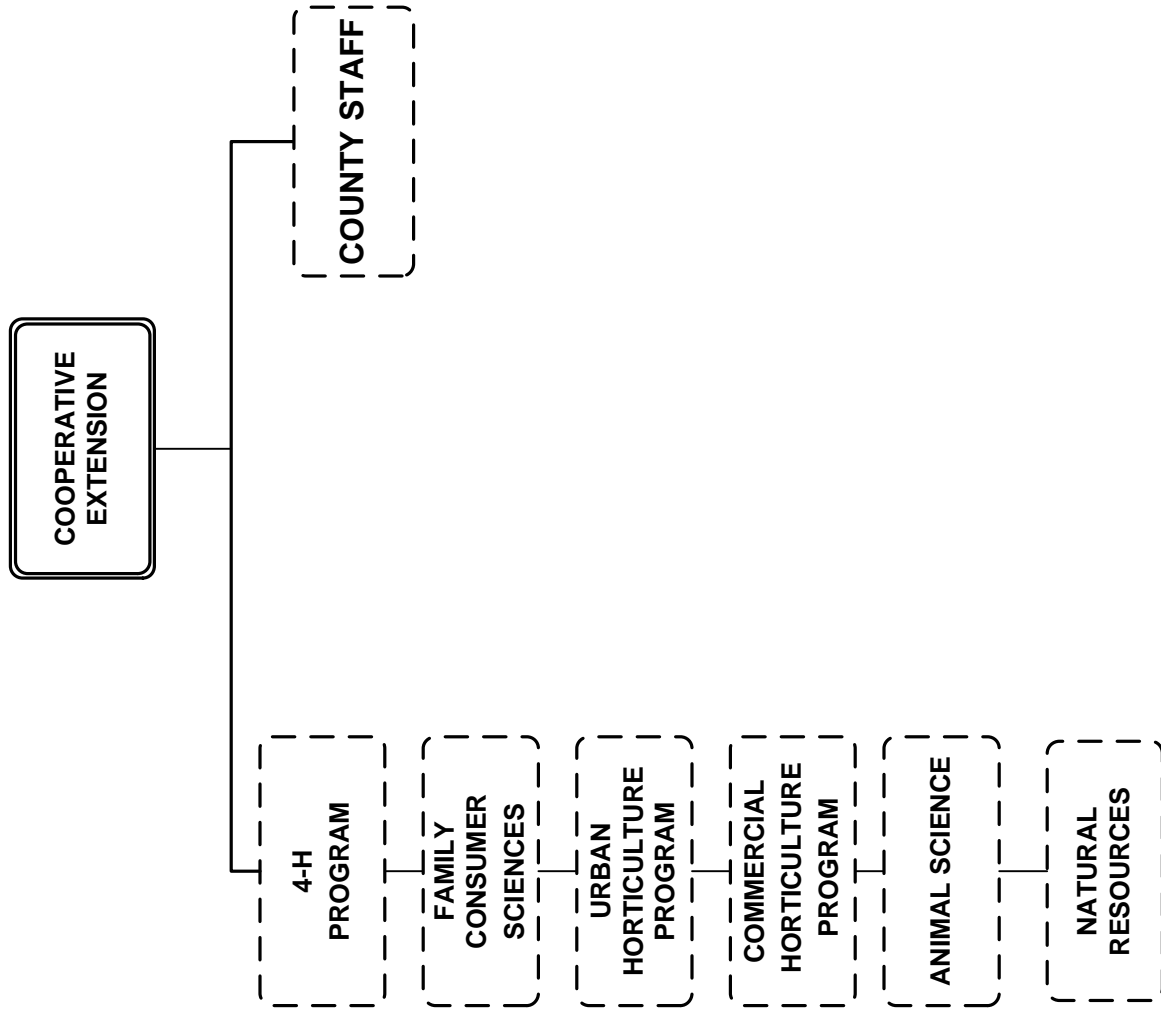 COOPERATIVE
EXTENSION
COUNTY STAFF
4-H
PROGRAM
FAMILY
CONSUMER
SCIENCES
URBAN
HORTICULTURE
PROGRAM
COMMERCIAL
HORTICULTURE
PROGRAM
ANIMAL SCIENCE
NATURAL
RESOURCES